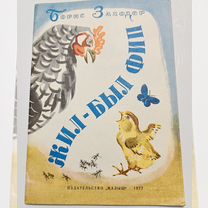 Борис Заходер
ЖИЛ-БЫЛ ФИП
ИЗДАТЕЛЬСТВО „МАЛЫШ" 1977